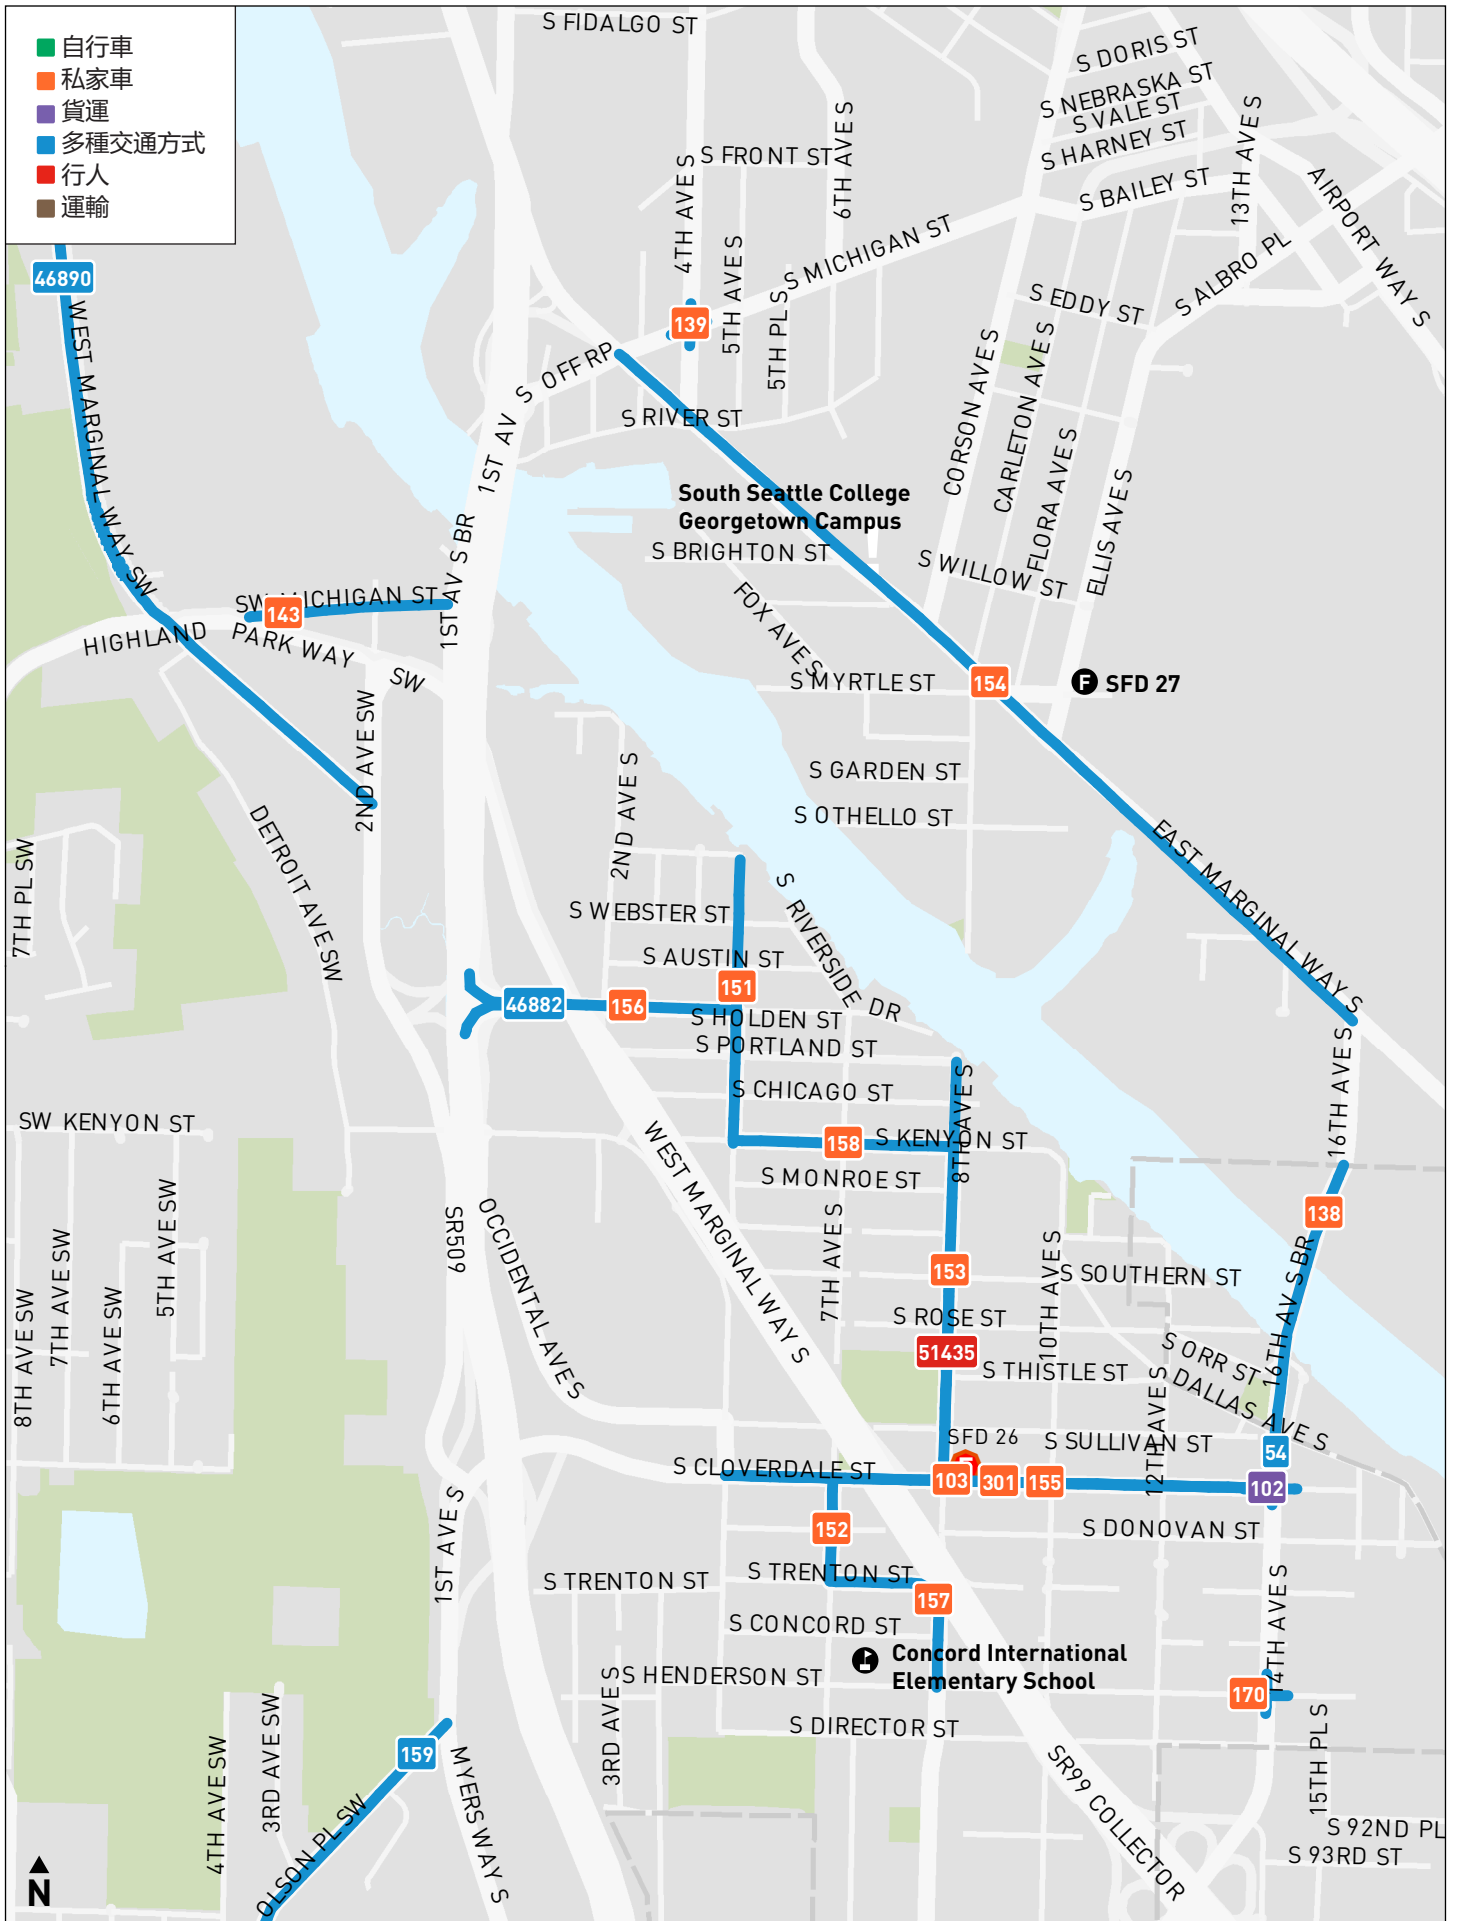 自行車
私家車
貨運
多種交通方式
行人
運輸
S FIDALGO ST
S DORIS ST
S NEBRASKA ST
S VALE ST
S HARNEY ST
S BAILEY ST
13TH AVE S
AIRPORT WAY S
S FRONT ST
6TH AVE S
4TH AVE S
5TH AVE S
5TH PL S
S MICHIGAN ST
S ALBRO PL
S EDDY ST
46890
139
WEST MARGINAL WAY SW
1ST AV S OFF RP
S RIVER ST
CORSON AVE S
CARLETON AVE S
FLORA AVE S
ELLIS AVE S
South Seattle College
Georgetown Campus
S BRIGHTON ST
S WILLOW ST
FOX AVE S
1ST AV S BR
SW MICHIGAN ST
143
HIGHLAND PARK WAY SW
S MYRTLE ST
154
F
SFD 27
2ND AVE SW
2ND AVE S
S GARDEN ST
S OTHELLO ST
EAST MARGINAL WAY S
DETROIT AVE SW
7TH PL SW
S WEBSTER ST
S RIVERSIDE DR
S AUSTIN ST
151
46882
156
S HOLDEN ST
S PORTLAND ST
S CHICAGO ST
8TH AVE S
16TH AVE S
SW KENYON ST
158
S KENYON ST
S MONROE ST
WEST MARGINAL WAY S
138
SR509
OCCIDENTAL AVE S
5TH AVE SW
7TH AVE SW
6TH AVE SW
8TH AVE SW
7TH AVE S
153
10TH AVE S
S SOUTHERN ST
16TH AV S BR
S ROSE ST
51435
S THISTLE ST
S ORR ST
S DALLAS AVE S
12TH AVE S
SFD 26
S SULLIVAN ST
54
S CLOVERDALE ST
103
301
155
102
1ST AVE S
152
S DONOVAN ST
S TRENTON ST
S TRENTON ST
157
14TH AVE S
S CONCORD ST
Concord International
Elementary School
S HENDERSON ST
170
3RD AVE S
S DIRECTOR ST
15TH PL S
4TH AVE SW
3RD AVE SW
159
MYERS WAY S
OLSON PL SW
SR99 COLLECTOR
S 92ND PL
S 93RD ST
N